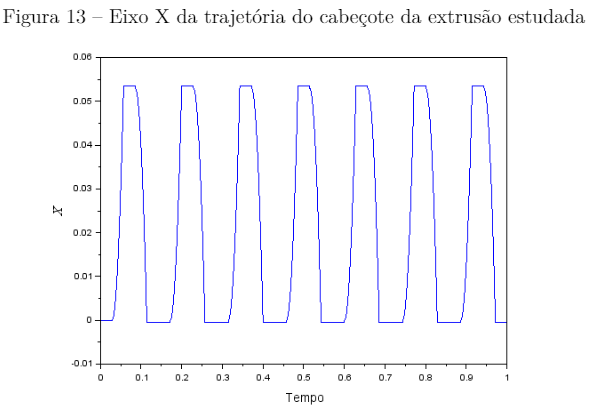 Figura 13 – Eixo X da trajetória do cabeçote da extrusão estudada
0.06
0.05
0.04
0.03
0.02
0.01
0
-0.01
X
0 0.1 0.2 0.3 0.4 0.5 0.6 0.7 0.8 0.9 1
Tempo